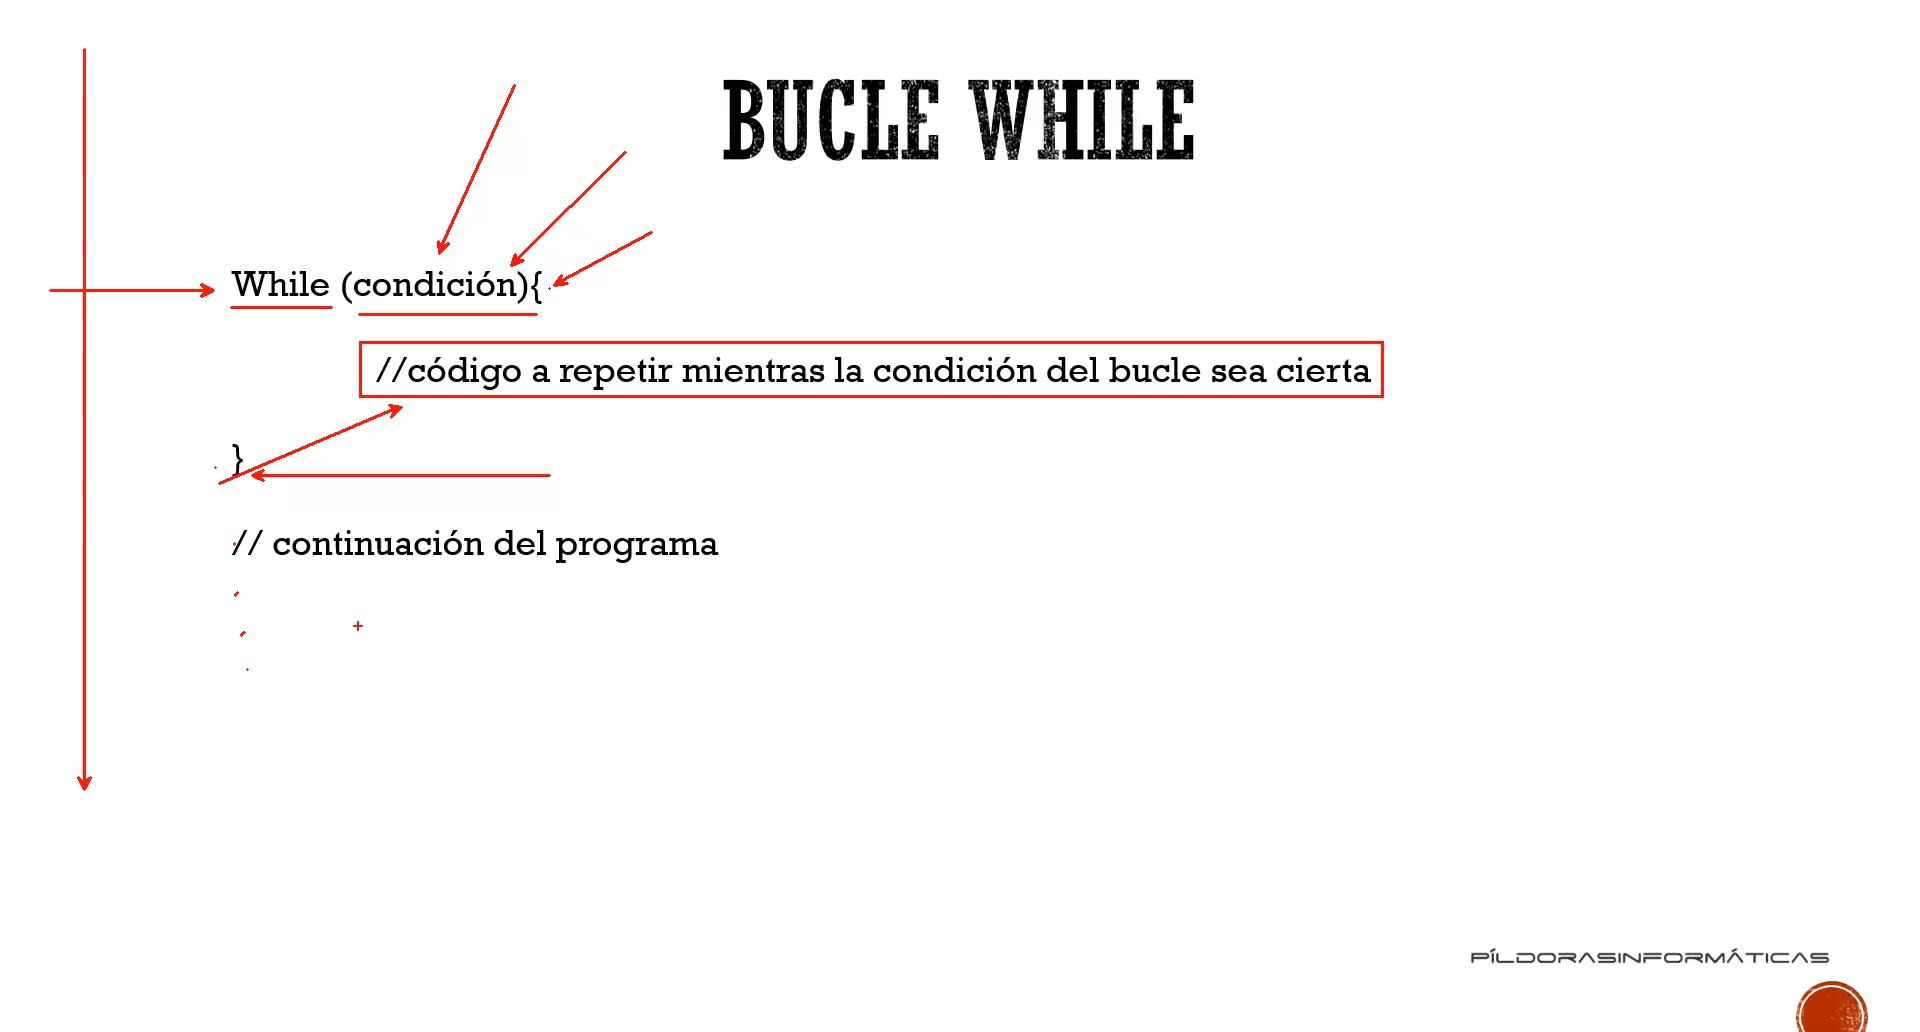 BUCLE WHILE
While (condición){
//código a repetir mientras la condición del bucle sea cierta
}
// continuación del programa
PÍLDORASINFORMÁTICAS